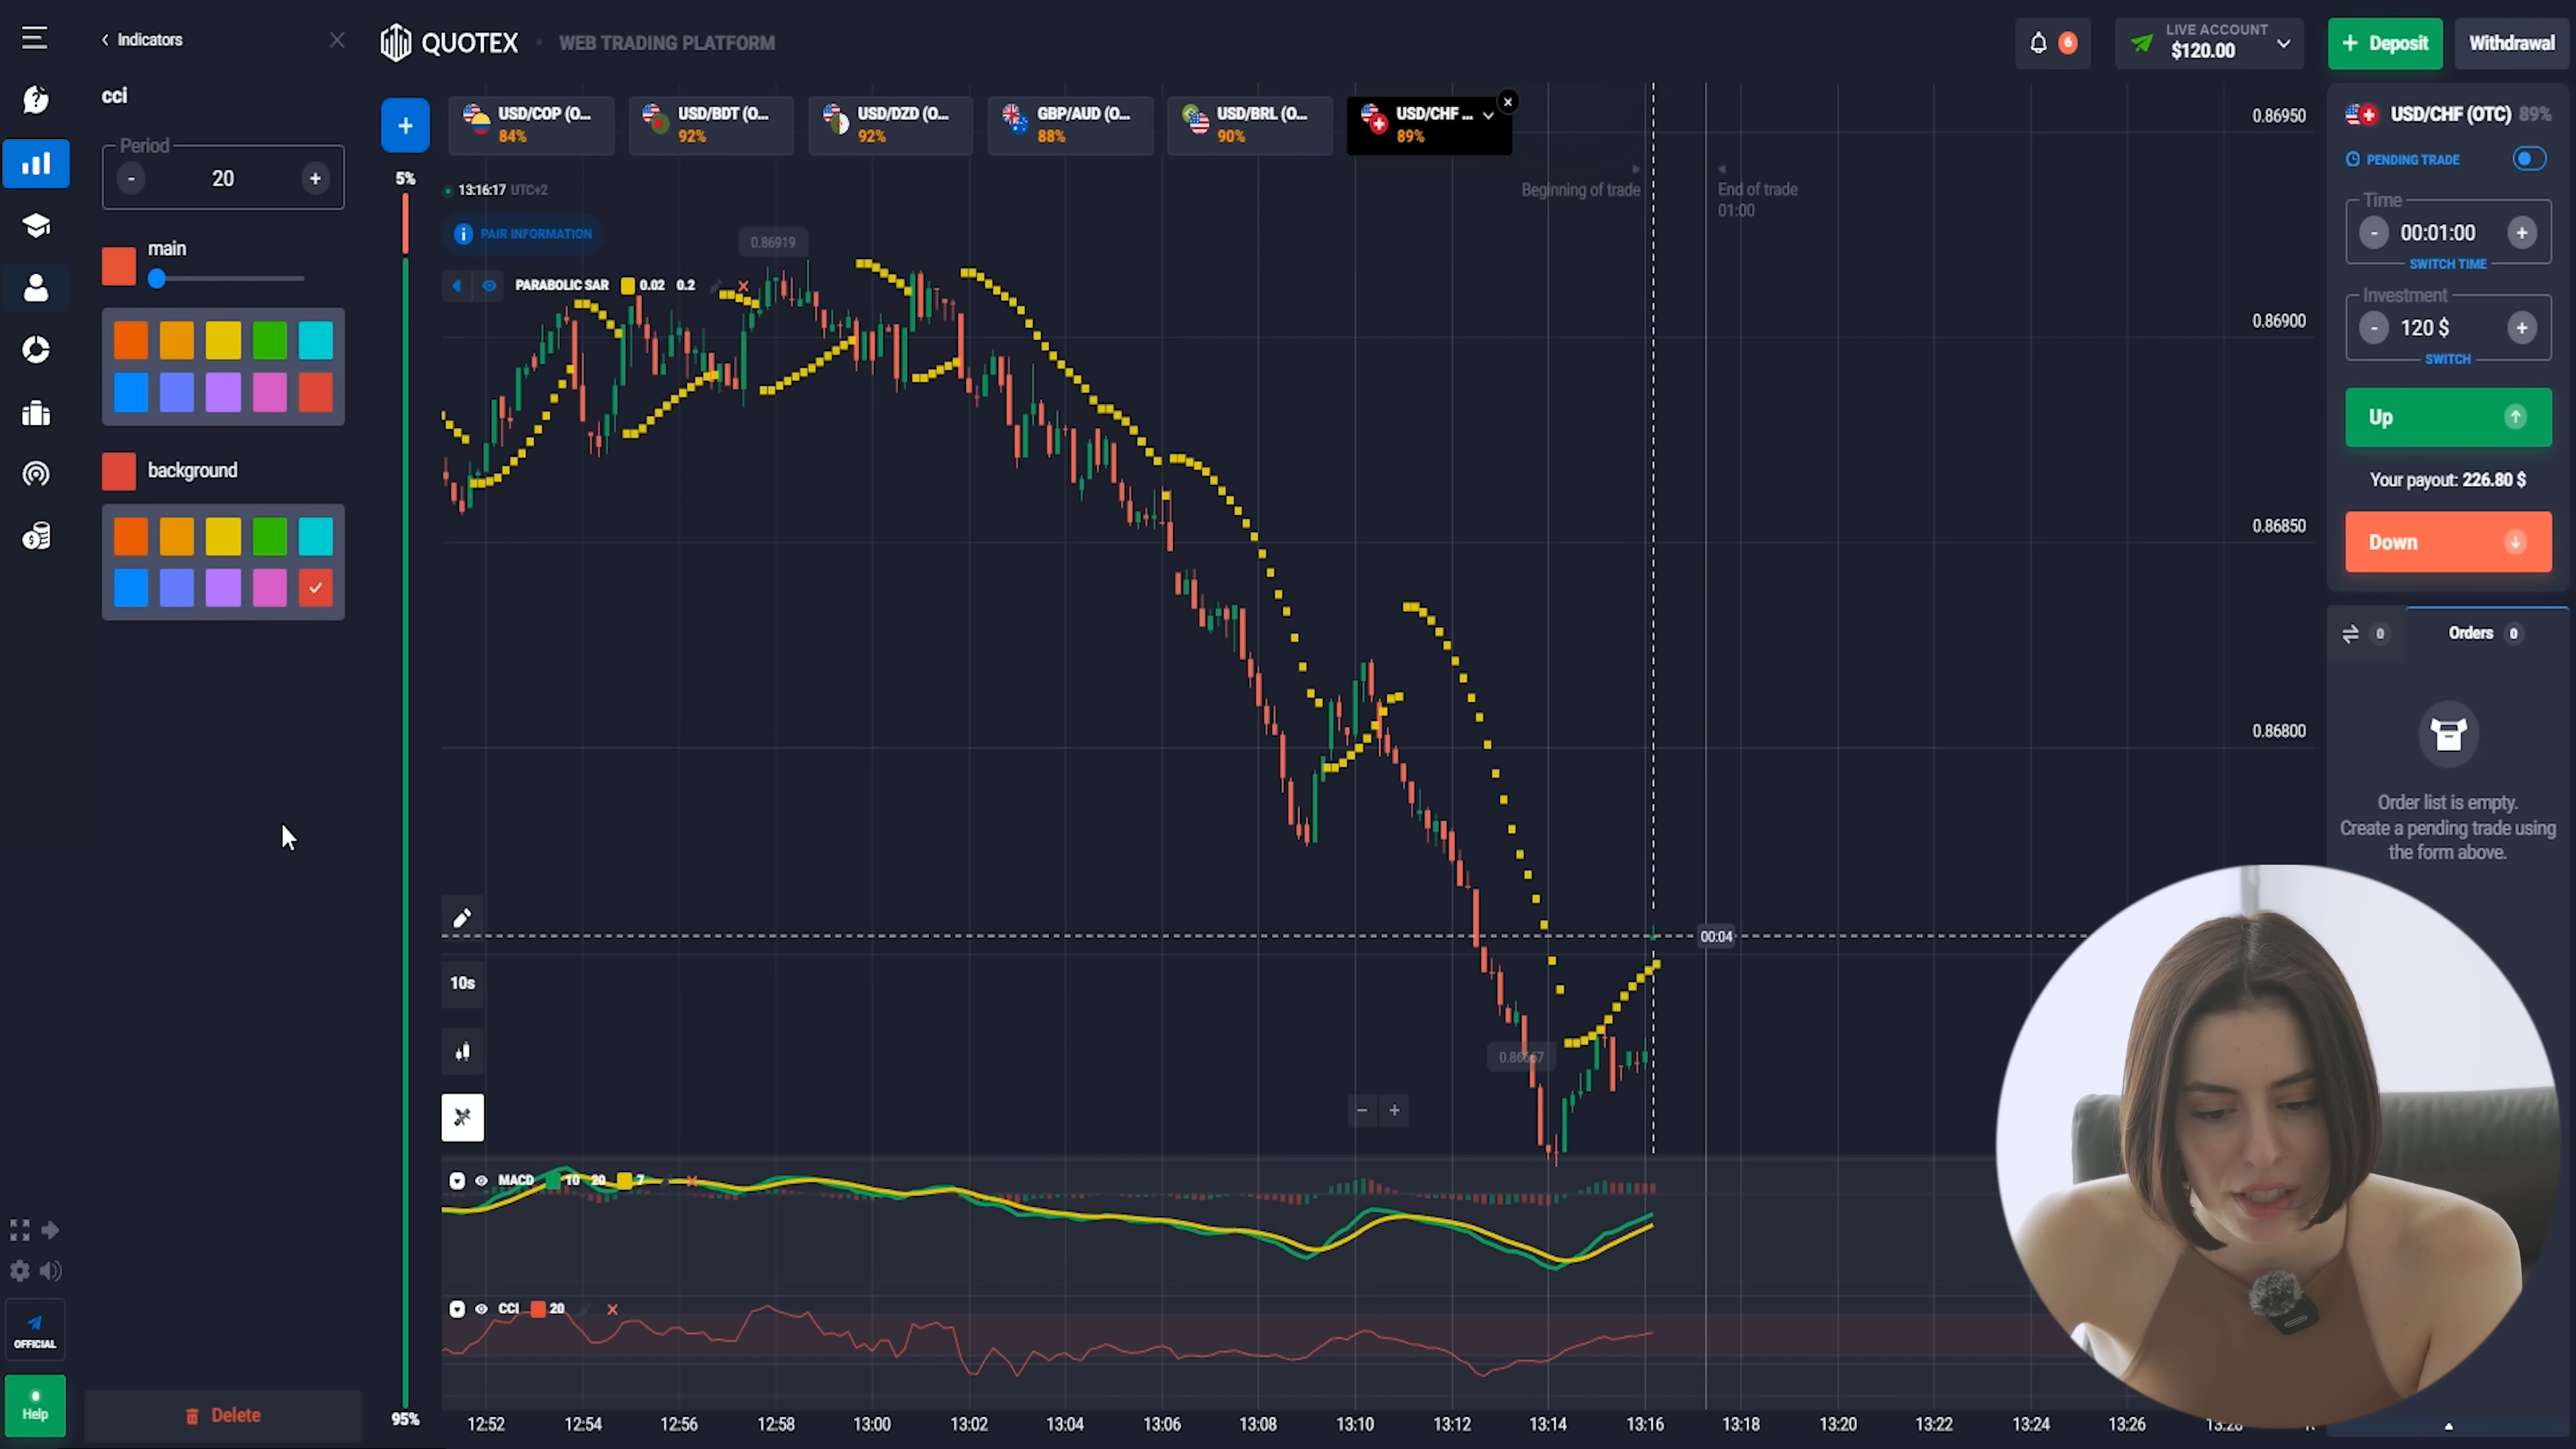 Indicators
QUOTEX
WEB TRADING PLATFORM
6
LIVE ACCOUNT
$120.00
+ Deposit
Withdrawal
cci
Period
- 20 +
main
background
Delete
OFFICIAL
Help
+
5%
95%
USD/COP (O...
84%
USD/BDT (O...
92%
USD/DZD (O...
92%
GBP/AUD (O...
88%
USD/BRL (O...
90%
USD/CHF ...
89%
13:16:17 UTC+2
PAIR INFORMATION
0.86919
PARABOLIC SAR 0.02 0.2
Beginning of trade
End of trade
01:00
0.86950
0.86900
0.86850
0.86800
00:04
10s
MACD 10 20 7
CCI 20
12:52 12:54 12:56 12:58 13:00 13:02 13:04 13:06 13:08 13:10 13:12 13:14 13:16 13:18 13:20 13:22 13:24 13:26
USD/CHF (OTC) 89%
PENDING TRADE
Time
- 00:01:00 +
SWITCH TIME
Investment
- 120 $ +
SWITCH
Up
Your payout: 226.80 $
Down
0
Orders 0
Order list is empty.
Create a pending trade using
the form above.